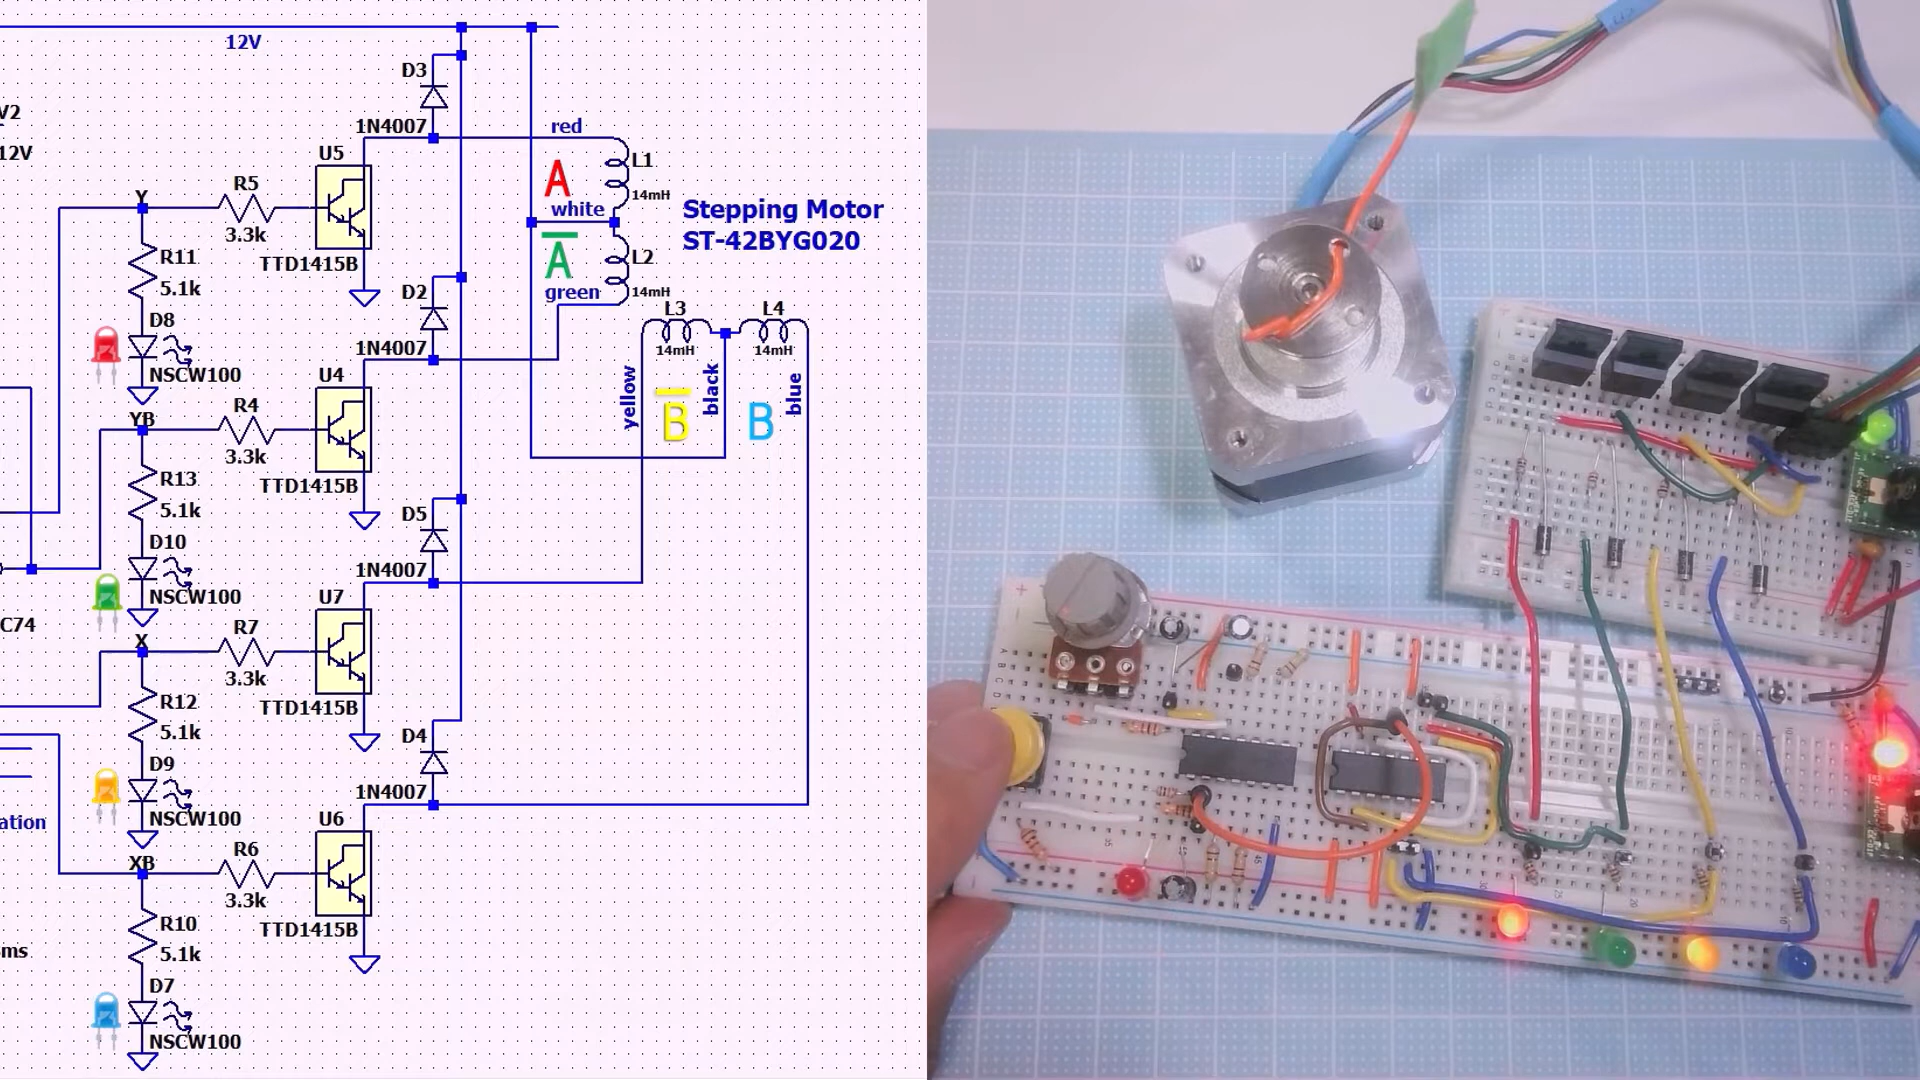 12V
V2
12V
D3
1N4007
red
U5
L1
14mH
A
white
Y
R5
3.3k
TTD1415B
Stepping Motor
ST-42BYG020
A
L2
14mH
green
R11
5.1k
D8
NSCW100
D2
1N4007
L3
14mH
L4
14mH
yellow
B
black
B
blue
YB
R4
3.3k
U4
TTD1415B
R13
5.1k
D10
NSCW100
D5
1N4007
C74
X
R7
3.3k
U7
TTD1415B
R12
5.1k
D9
NSCW100
D4
1N4007
ation
XB
R6
3.3k
U6
TTD1415B
R10
5.1k
ms
D7
NSCW100